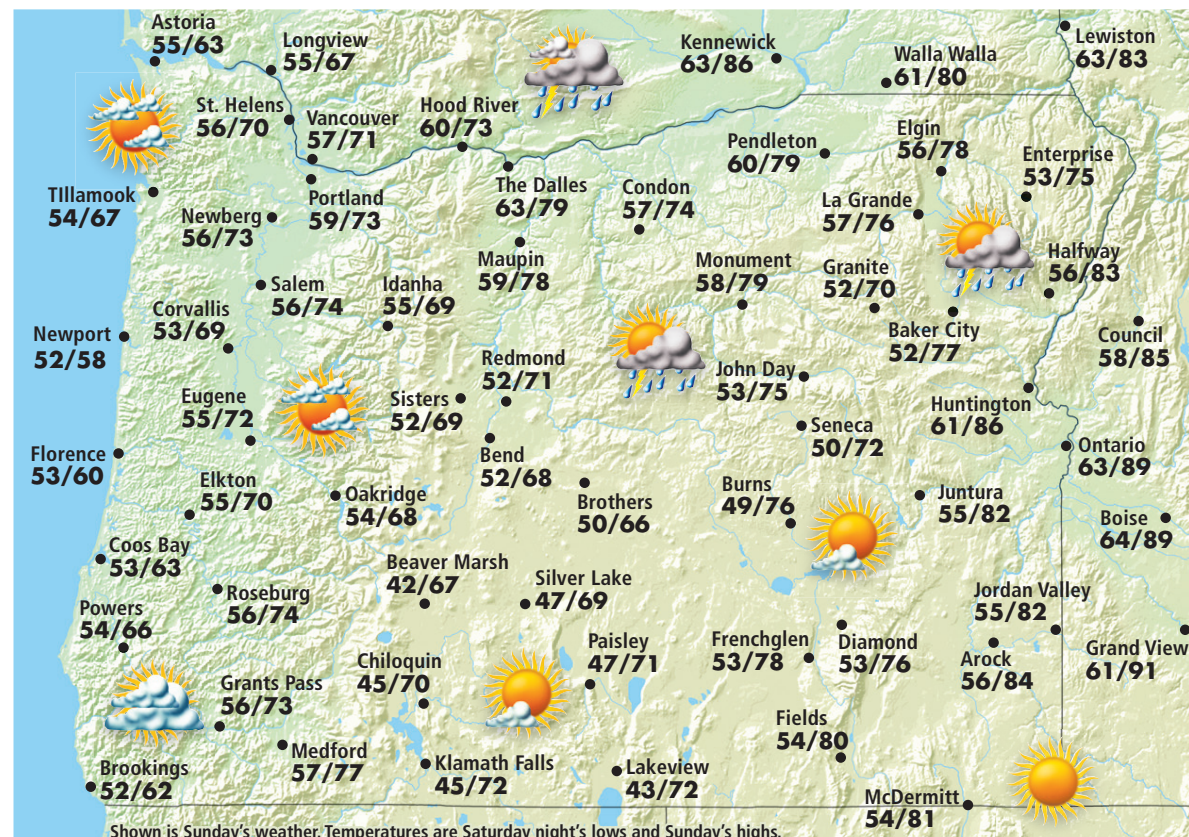 Astoria
55/63
Longview
55/67
Kennewick
63/86
Walla Walla
61/80
Lewiston
63/83
St. Helens
56/70
Vancouver
57/71
Hood River
60/73
Pendleton
60/79
Elgin
56/78
Enterprise
53/75
TIllamook
54/67
Portland
59/73
Newberg
56/73
The Dalles
63/79
Condon
57/74
La Grande
57/76
Maupin
59/78
Monument
58/79
Granite
52/70
Halfway
56/83
Salem
56/74
Idanha
55/69
Corvallis
53/69
Newport
52/58
Baker City
52/77
Council
58/85
Redmond
52/71
John Day
53/75
Eugene
55/72
Sisters
52/69
Huntington
61/86
Seneca
50/72
Ontario
63/89
Florence
53/60
Bend
52/68
Elkton
55/70
Oakridge
54/68
Brothers
50/66
Burns
49/76
Juntura
55/82
Boise
64/89
Coos Bay
53/63
Beaver Marsh
42/67
Silver Lake
47/69
Roseburg
56/74
Jordan Valley
55/82
Powers
54/66
Paisley
47/71
Frenchglen
53/78
Diamond
53/76
Arock
56/84
Grand View
61/91
Chiloquin
45/70
Grants Pass
56/73
Fields
54/80
Medford
57/77
Klamath Falls
45/72
Lakeview
43/72
Brookings
52/62
McDermitt
54/81
Shown is Sunday's weather. Temperatures are Saturday night's lows and Sunday's highs.